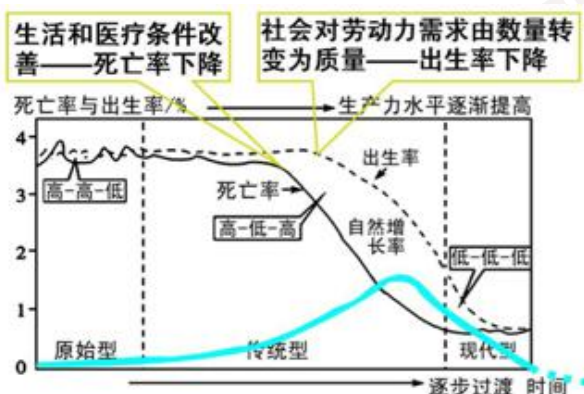 生活和医疗条件改
善——死亡率下降
社会对劳动力需求由数量转
变为质量——出生率下降
死亡率与出生率/%
生产力水平逐渐提高
4
3
2
1
0
高-高-低
死亡率
出生率
高-低-高
自然增
长率
低-低-低
原始型
传统型
现代型
逐步过渡 时间